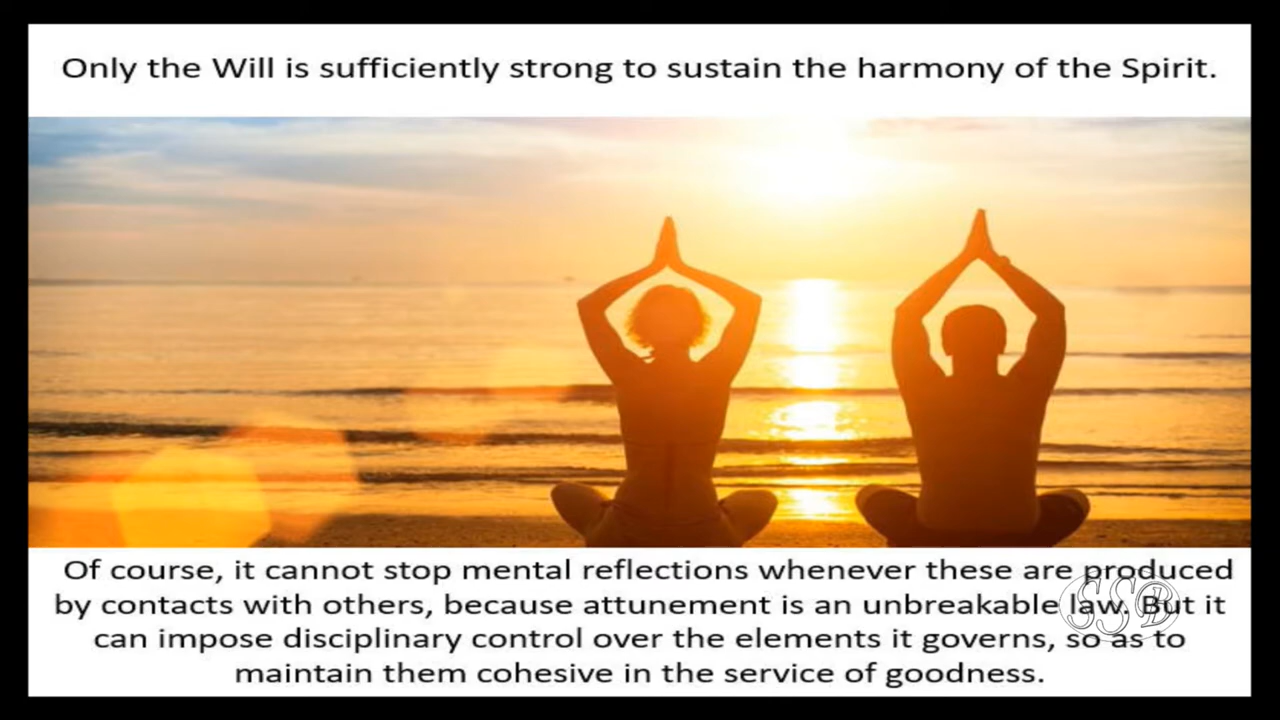 Only the Will is sufficiently strong to sustain the harmony of the Spirit.
Of course, it cannot stop mental reflections whenever these are produced
by contacts with others, because attunement is an unbreakable law. But it
can impose disciplinary control over the elements it governs, so as to
maintain them cohesive in the service of goodness.
SSB